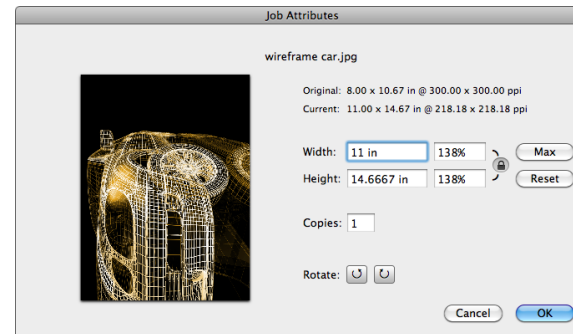 Job Attributes
wireframe car.jpg
Original: 8.00 x 10.67 in @ 300.00 x 300.00 ppi
Current: 11.00 x 14.67 in @ 218.18 x 218.18 ppi
Width: 11 in 138% Max
Height: 14.6667 in 138% Reset
Copies: 1
Rotate:
Cancel OK